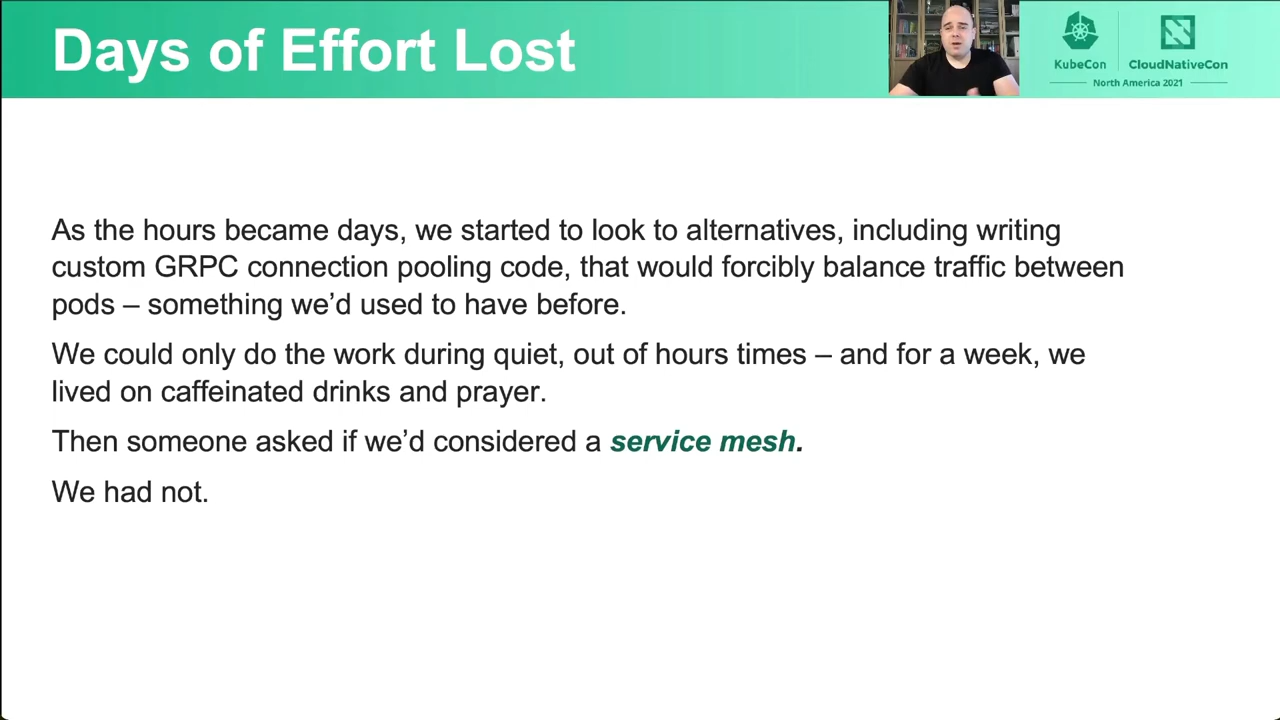 Days of Effort Lost
KubeCon
CloudNativeCon
North America 2021
As the hours became days, we started to look to alternatives, including writing
custom GRPC connection pooling code, that would forcibly balance traffic between
pods – something we’d used to have before.
We could only do the work during quiet, out of hours times – and for a week, we
lived on caffeinated drinks and prayer.
Then someone asked if we’d considered a service mesh.
We had not.